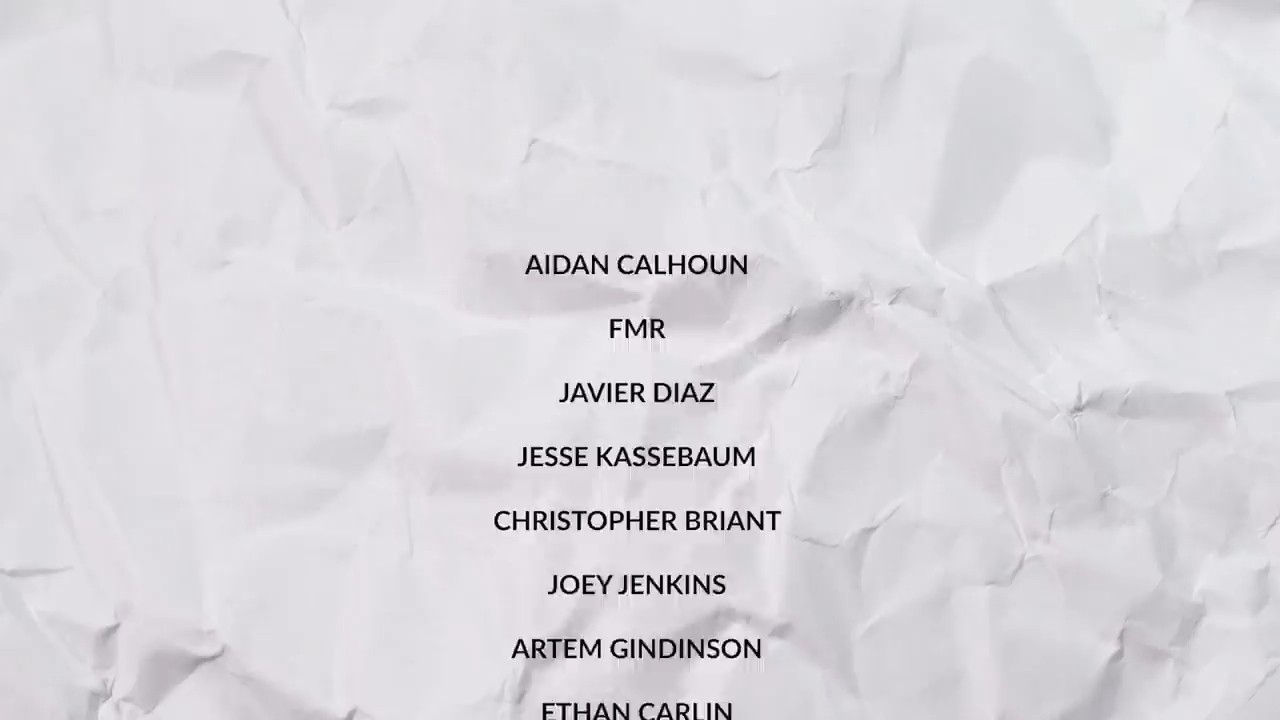 AIDAN CALHOUN
FMR
JAVIER DIAZ
JESSE KASSEBAUM
CHRISTOPHER BRIANT
JOEY JENKINS
ARTEM GINDINSON
ETHAN CARLIN